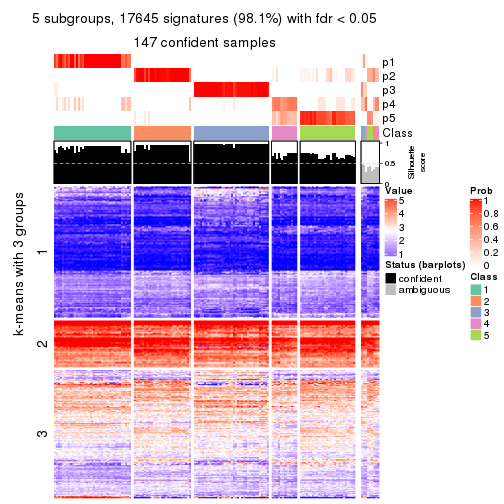 5 subgroups, 17645 signatures (98.1%) with fdr < 0.05
147 confident samples
p1
p2
p3
p4
p5
Class
1
0.5
0
Silhouette
score
k-means with 3 groups
1
2
3
Value
5
4
3
2
1
Status (barplots)
confident
ambiguous
Prob
1
0.8
0.6
0.4
0.2
0
Class
1
2
3
4
5